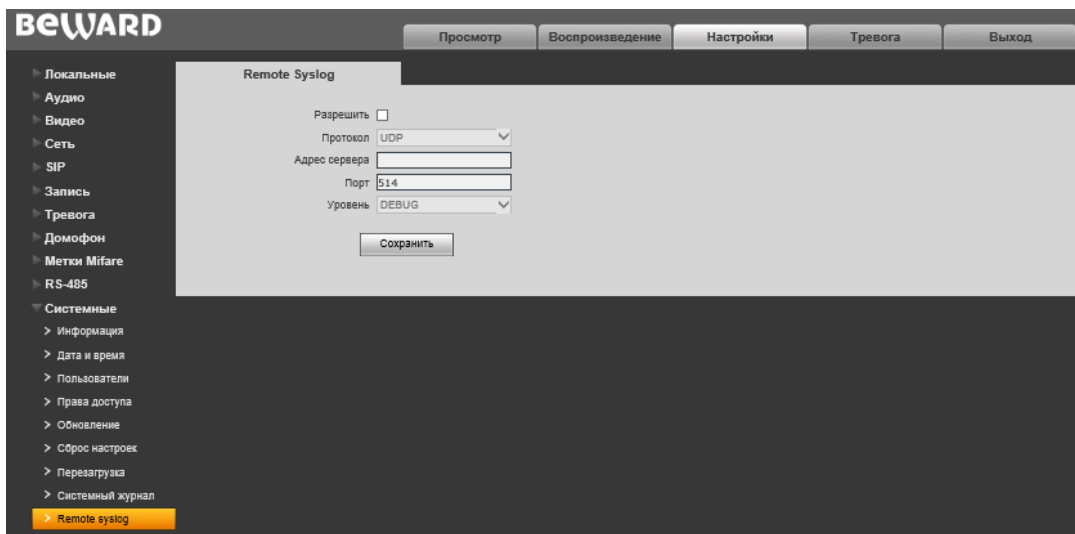 BEWARD
Просмотр Воспроизведение Настройки Тревога Выход
Локальные
Аудио
Видео
Сеть
SIP
Запись
Тревога
Домофон
Метки Mifare
RS-485
Системные
Информация
Дата и время
Пользователи
Права доступа
Обновление
Сброс настроек
Перезагрузка
Системный журнал
Remote syslog
Remote Syslog
Разрешить
Протокол UDP
Адрес сервера
Порт 514
Уровень DEBUG
Сохранить